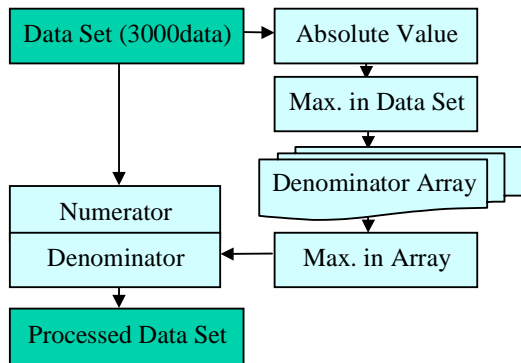 Data Set (3000data)
Absolute Value
Max. in Data Set
Denominator Array
Numerator
Denominator
Max. in Array
Processed Data Set